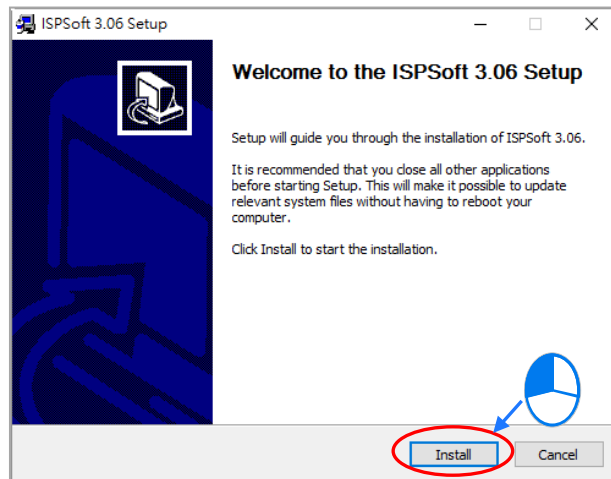 ISPSoft 3.06 Setup
Welcome to the ISPSoft 3.06 Setup
Setup will guide you through the installation of ISPSoft 3.06.
It is recommended that you close all other applications
before starting Setup. This will make it possible to update
relevant system files without having to reboot your
computer.
Click Install to start the installation.
Install
Cancel